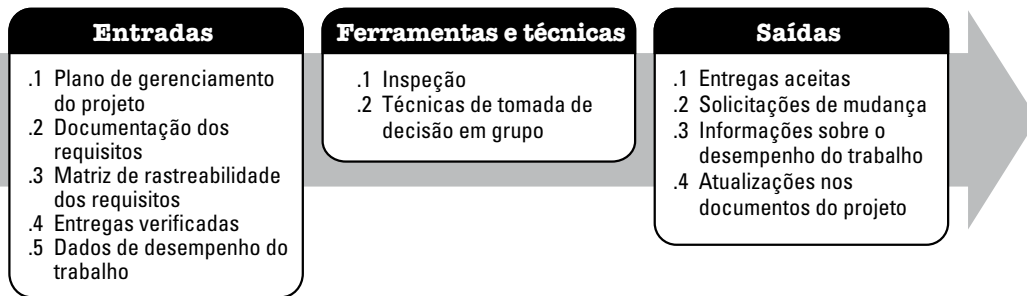 Entradas
.1 Plano de gerenciamento
do projeto
.2 Documentação dos
requisitos
.3 Matriz de rastreabilidade
dos requisitos
.4 Entregas verificadas
.5 Dados de desempenho do
trabalho
Ferramentas e técnicas
.1 Inspeção
.2 Técnicas de tomada de
decisão em grupo
Saídas
.1 Entregas aceitas
.2 Solicitações de mudança
.3 Informações sobre o
desempenho do trabalho
.4 Atualizações nos
documentos do projeto